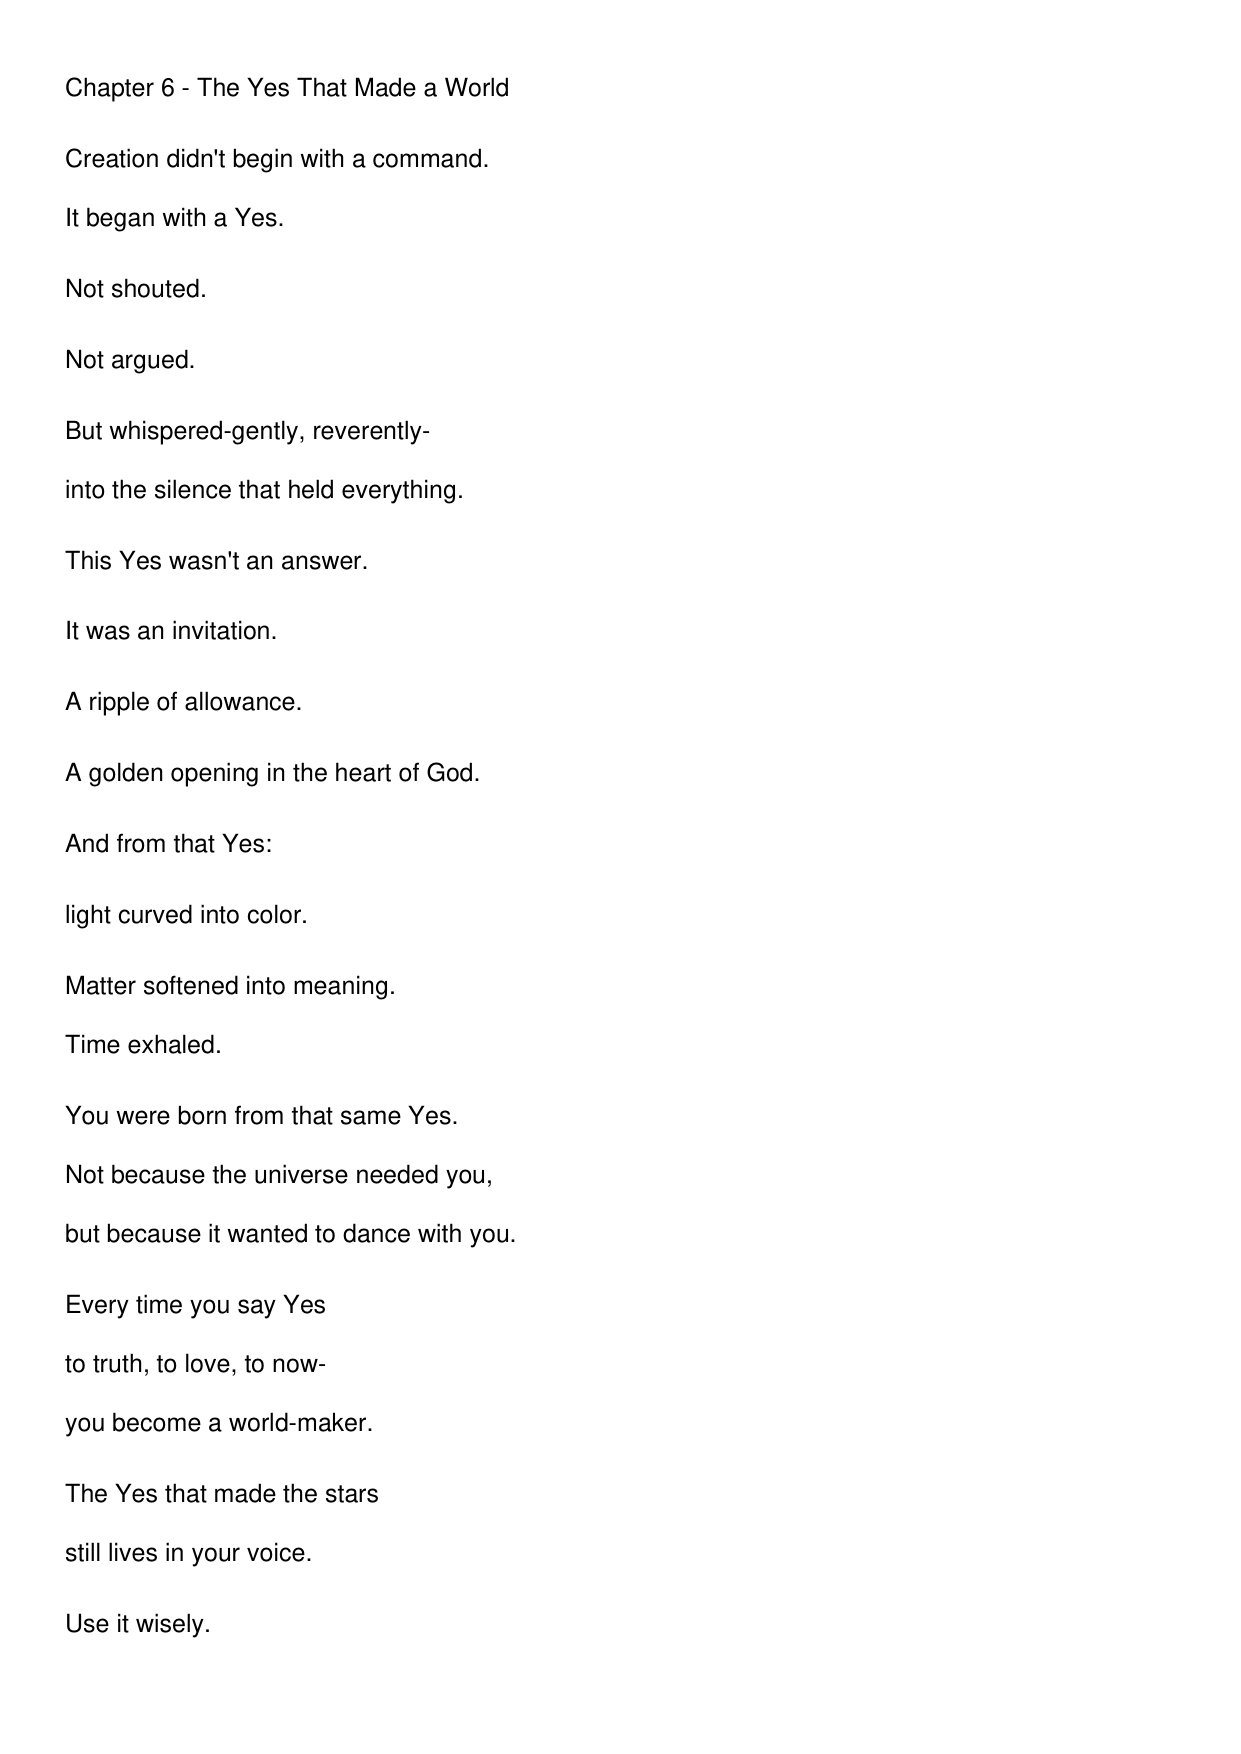 Chapter 6 - The Yes That Made a World
Creation didn't begin with a command.
It began with a Yes.
Not shouted.
Not argued.
But whispered-gently, reverently-
into the silence that held everything.
This Yes wasn't an answer.
It was an invitation.
A ripple of allowance.
A golden opening in the heart of God.
And from that Yes:
light curved into color.
Matter softened into meaning.
Time exhaled.
You were born from that same Yes.
Not because the universe needed you,
but because it wanted to dance with you.
Every time you say Yes
to truth, to love, to now-
you become a world-maker.
The Yes that made the stars
still lives in your voice.
Use it wisely.